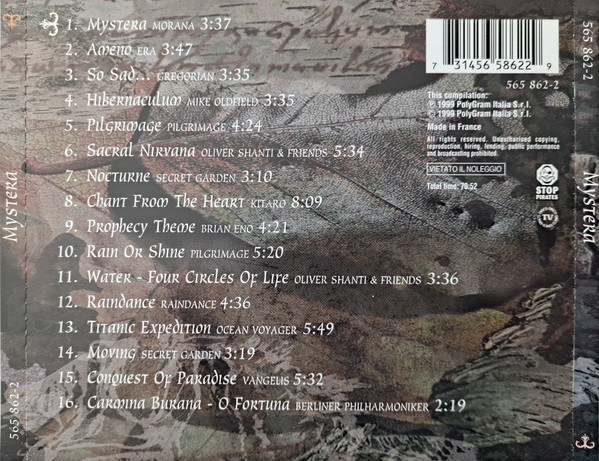 1. Mystera MORANA 3:37
2. Ameno ERA 3:47
3. So Sad... GREGORIAN 3:35
4. Hibernaculum MIKE OLDFIELD 3:35
5. Pilgrimage PILGRIMAGE 4:24
6. Sacral Nirvana OLIVER SHANTI & FRIENDS 5:34
7. Nocturne SECRET GARDEN 3:10
8. Chant From The Heart KITARO 8:09
9. Prophecy Theme BRIAN ENO 4:21
10. Rain Or Shine PILGRIMAGE 5:20
11. Water - Four Circles Of Life OLIVER SHANTI & FRIENDS 3:36
12. Raindance RAINDANCE 4:36
13. Titanic Expedition OCEAN VOYAGER 5:49
14. Moving SECRET GARDEN 3:19
15. Conquest Of Paradise VANGELIS 5:32
16. Carmina Burana - O Fortuna BERLINER PHILHARMONIKER 2:19
7 31456 58622 9
565 862-2
This compilation:
℗ 1999 PolyGram Italia S.r.l.
© 1999 PolyGram Italia S.r.l.
Made in France
All rights reserved. Unauthorised copying,
reproduction, hiring, lending, public performance
and broadcasting prohibited.
VIETATO IL NOLEGGIO
Total time: 70.52
STOP
PIRATES
TV
Mystera
565 862-2
565 862-2
Mystera